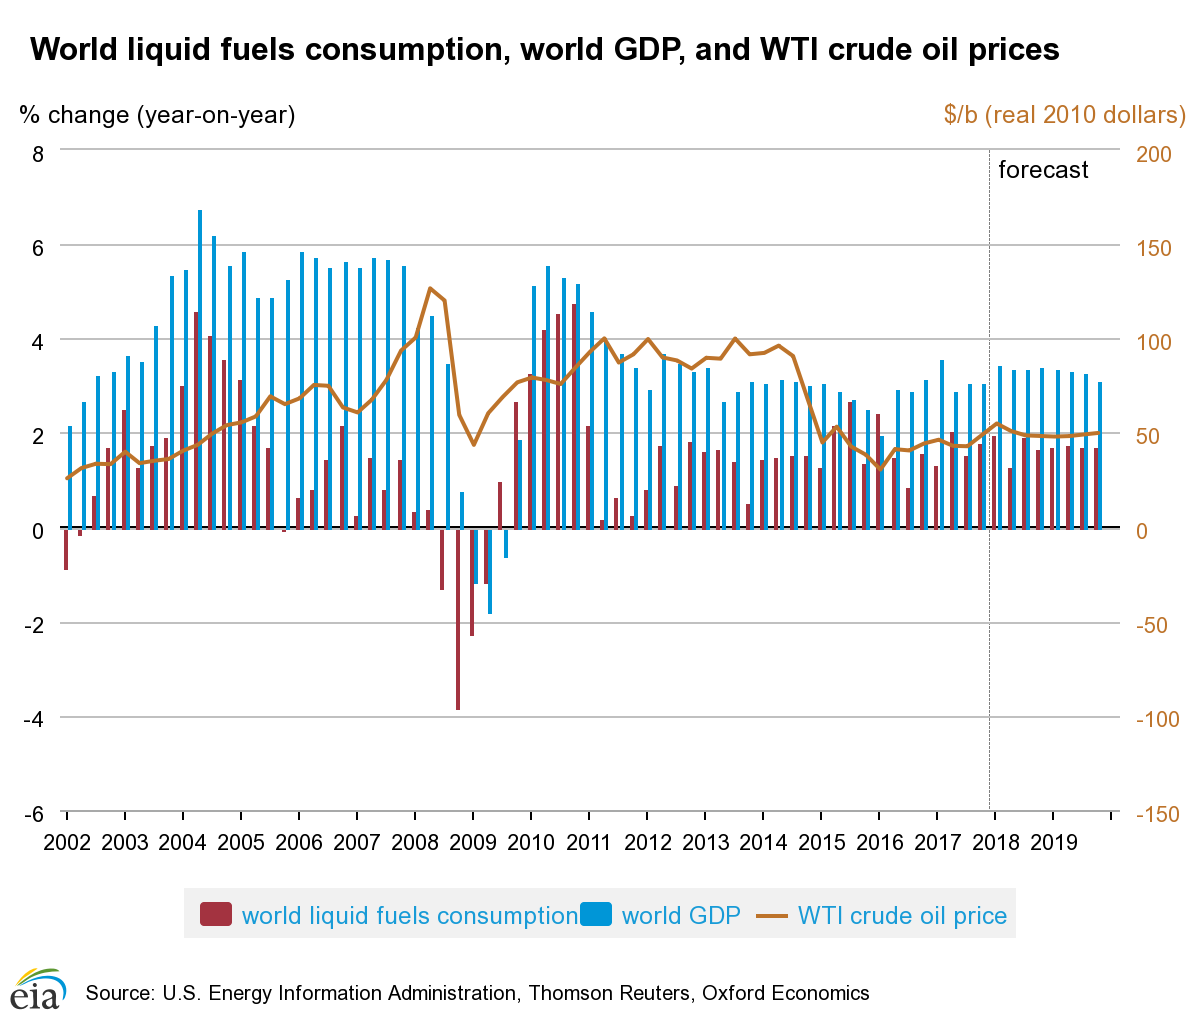 World liquid fuels consumption, world GDP, and WTI crude oil prices
% change (year-on-year) $/b (real 2010 dollars)
8 200
forecast
6 150
4 100
2 50
0 0
-2 -50
-4 -100
-6 -150
2002 2003 2004 2005 2006 2007 2008 2009 2010 2011 2012 2013 2014 2015 2016 2017 2018 2019
world liquid fuels consumption world GDP WTI crude oil price
eia Source: U.S. Energy Information Administration, Thomson Reuters, Oxford Economics